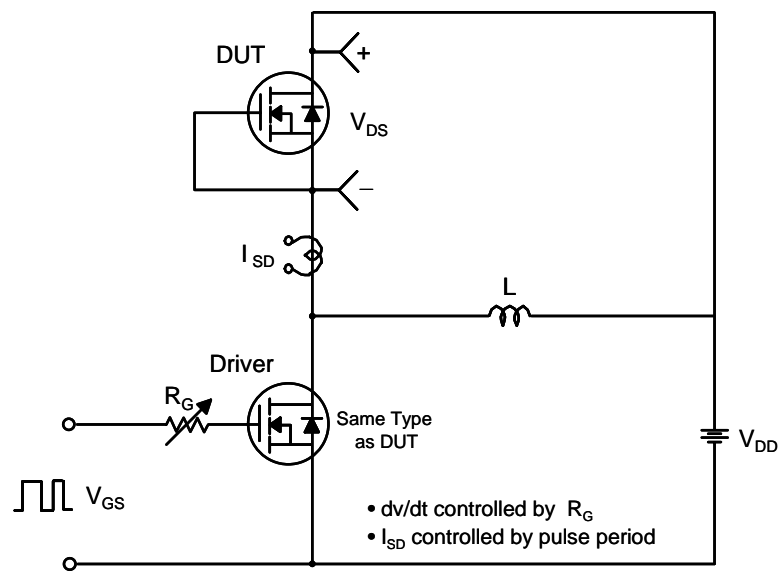 DUT
+
V_DS
−
I_SD
L
Driver
R_G
Same Type
as DUT
V_DD
V_GS
• dv/dt controlled by R_G
• I_SD controlled by pulse period